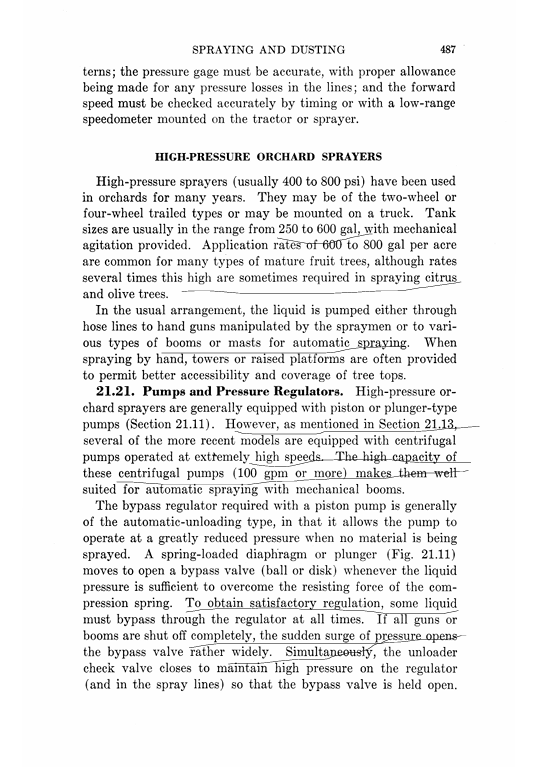 SPRAYING AND DUSTING 487
terns; the pressure gage must be accurate, with proper allowance
being made for any pressure losses in the lines; and the forward
speed must be checked accurately by timing or with a low-range
speedometer mounted on the tractor or sprayer.
HIGH-PRESSURE ORCHARD SPRAYERS
High-pressure sprayers (usually 400 to 800 psi) have been used
in orchards for many years. They may be of the two-wheel or
four-wheel trailed types or may be mounted on a truck. Tank
sizes are usually in the range from 250 to 600 gal, with mechanical
agitation provided. Application rates of 600 to 800 gal per acre
are common for many types of mature fruit trees, although rates
several times this high are sometimes required in spraying citrus
and olive trees.
In the usual arrangement, the liquid is pumped either through
hose lines to hand guns manipulated by the spraymen or to vari-
ous types of booms or masts for automatic spraying. When
spraying by hand, towers or raised platforms are often provided
to permit better accessibility and coverage of tree tops.
21.21. Pumps and Pressure Regulators. High-pressure or-
chard sprayers are generally equipped with piston or plunger-type
pumps (Section 21.11). However, as mentioned in Section 21.13,
several of the more recent models are equipped with centrifugal
pumps operated at extremely high speeds. The high capacity of
these centrifugal pumps (100 gpm or more) makes them well
suited for automatic spraying with mechanical booms.
The bypass regulator required with a piston pump is generally
of the automatic-unloading type, in that it allows the pump to
operate at a greatly reduced pressure when no material is being
sprayed. A spring-loaded diaphragm or plunger (Fig. 21.11)
moves to open a bypass valve (ball or disk) whenever the liquid
pressure is sufficient to overcome the resisting force of the com-
pression spring. To obtain satisfactory regulation, some liquid
must bypass through the regulator at all times. If all guns or
booms are shut off completely, the sudden surge of pressure opens
the bypass valve rather widely. Simultaneously, the unloader
check valve closes to maintain high pressure on the regulator
(and in the spray lines) so that the bypass valve is held open.